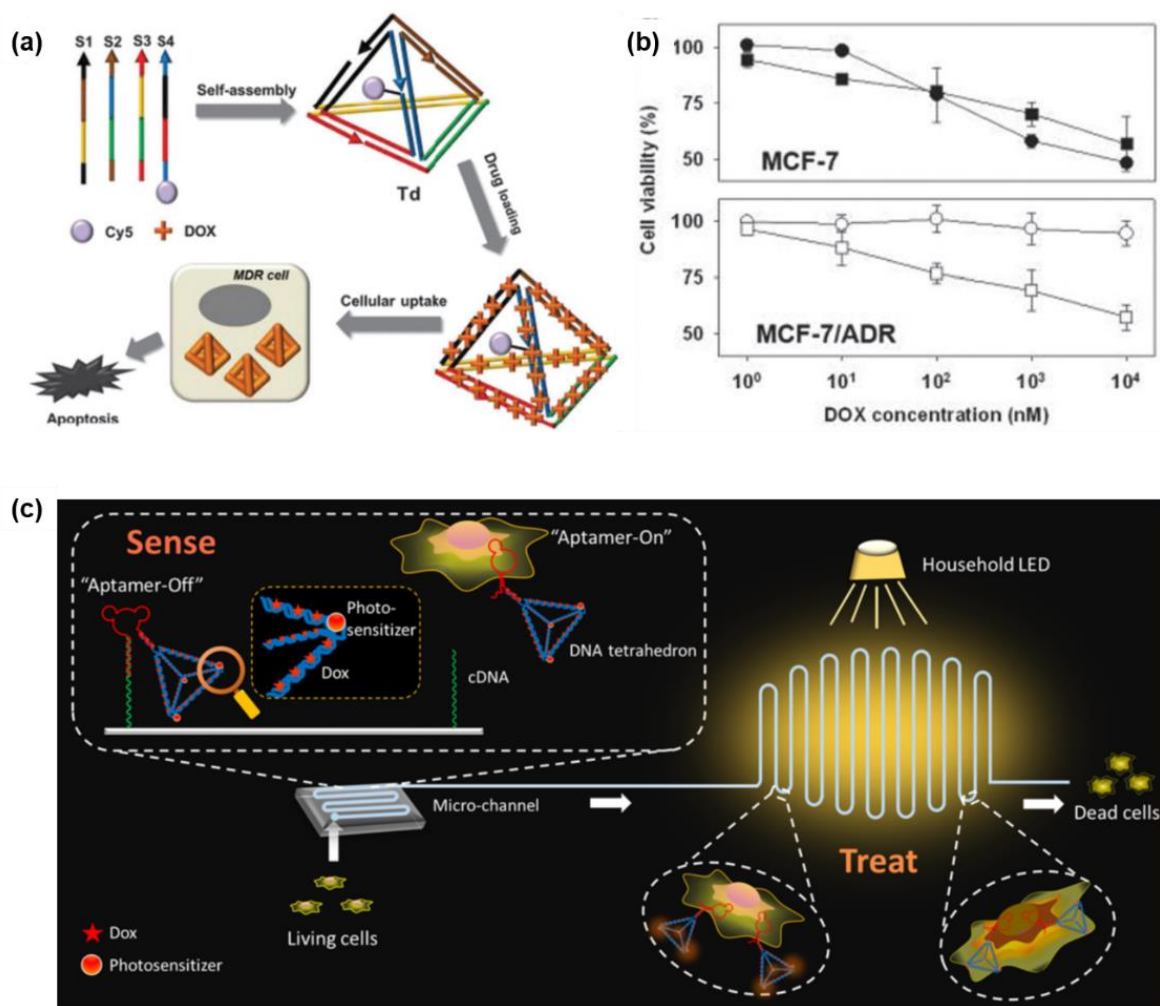 (a)
S1 S2 S3 S4
Self-assembly
Td
Drug loading
Cy5 DOX
MDR cell
Cellular uptake
Apoptosis
(b)
Cell viability (%)
100
75
50
MCF-7
100
75
50
MCF-7/ADR
10⁰ 10¹ 10² 10³ 10⁴
DOX concentration (nM)
(c)
Sense
"Aptamer-Off"
"Aptamer-On"
Photo-
sensitizer
Dox
cDNA
DNA tetrahedron
Household LED
Micro-channel
Living cells
Treat
Dead cells
Dox
Photosensitizer